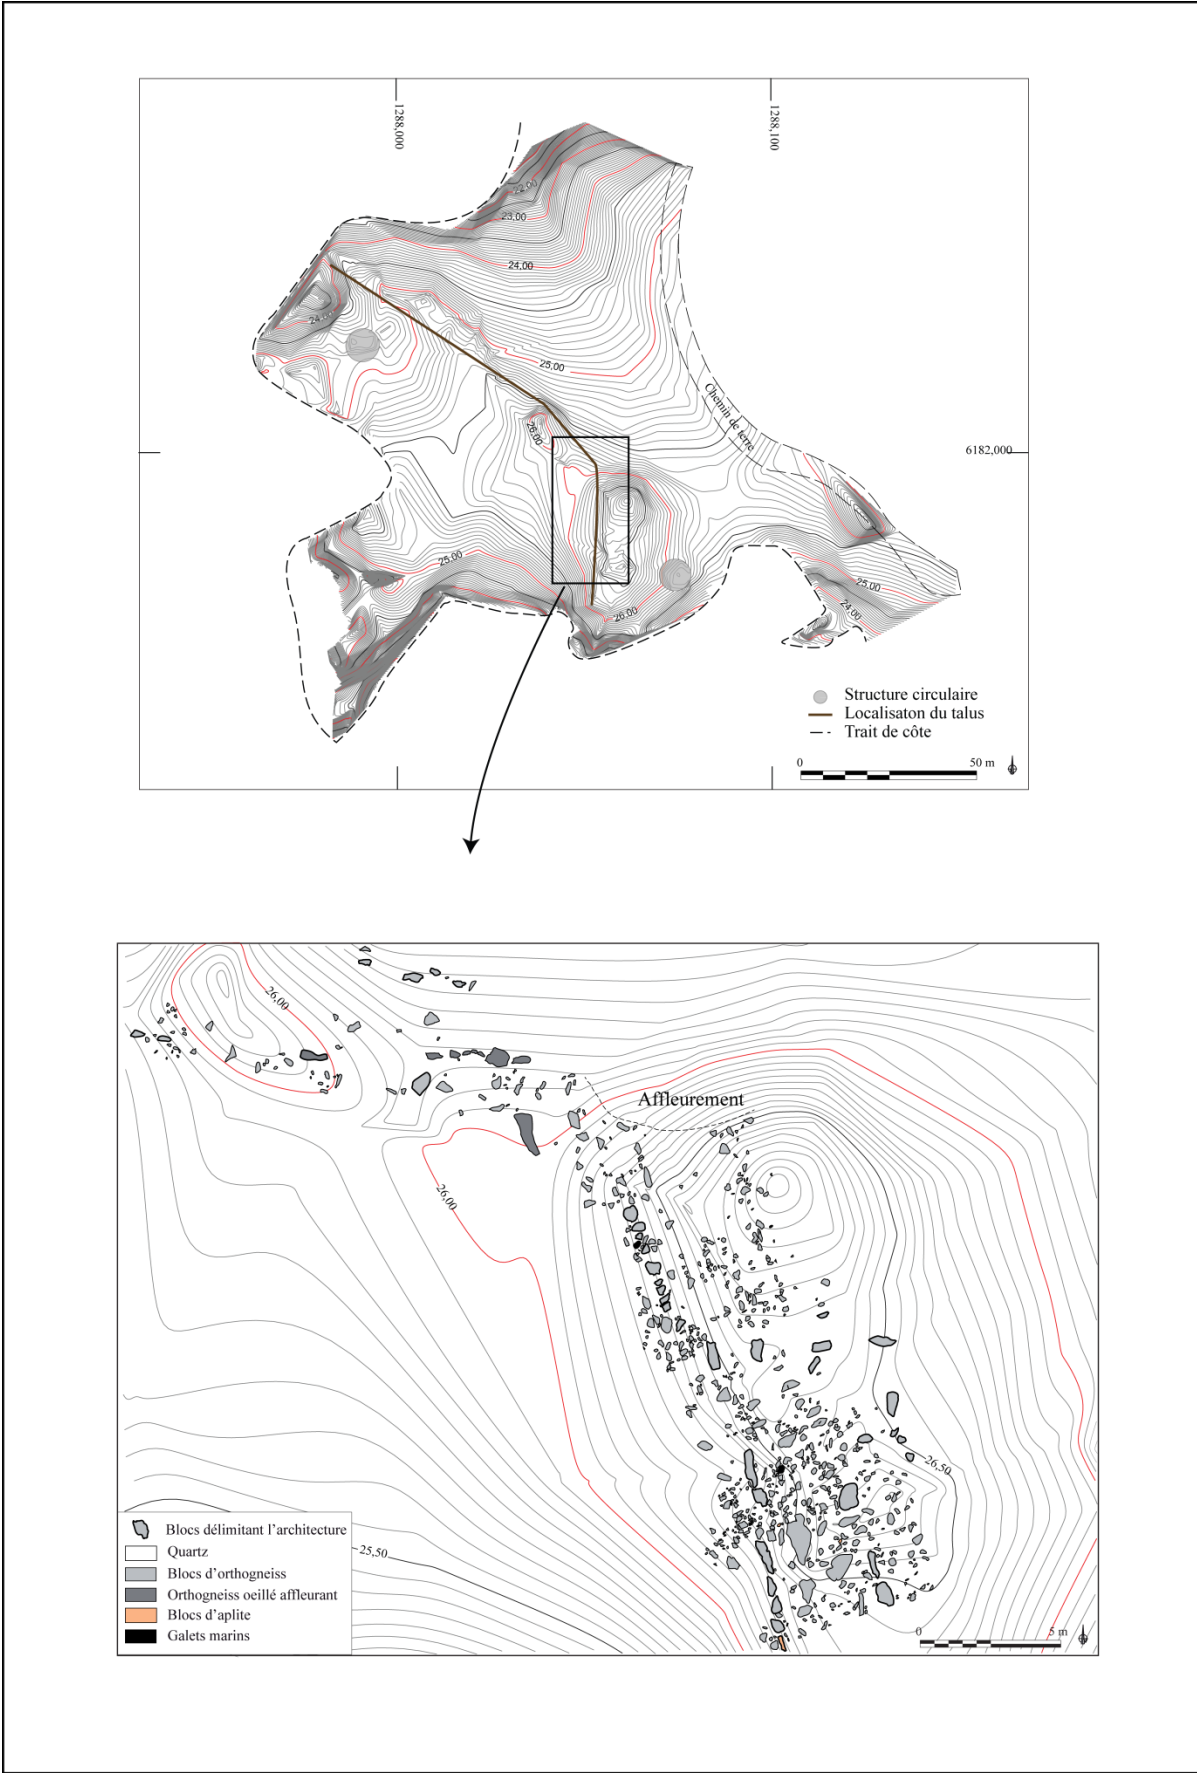 1288,000
1288,100
22,00
23,00
24,00
24,00
25,00
Chemin de terre
26,00
6182,000
25,00
25,00
24,00
26,00
Structure circulaire
Localisaton du talus
Trait de côte
0
50 m
26,00
Affleurement
26,00
26,50
Blocs délimitant l’architecture
Quartz
25,50
Blocs d’orthogneiss
Orthogneiss oeillé affleurant
Blocs d’aplite
Galets marins
0
5 m